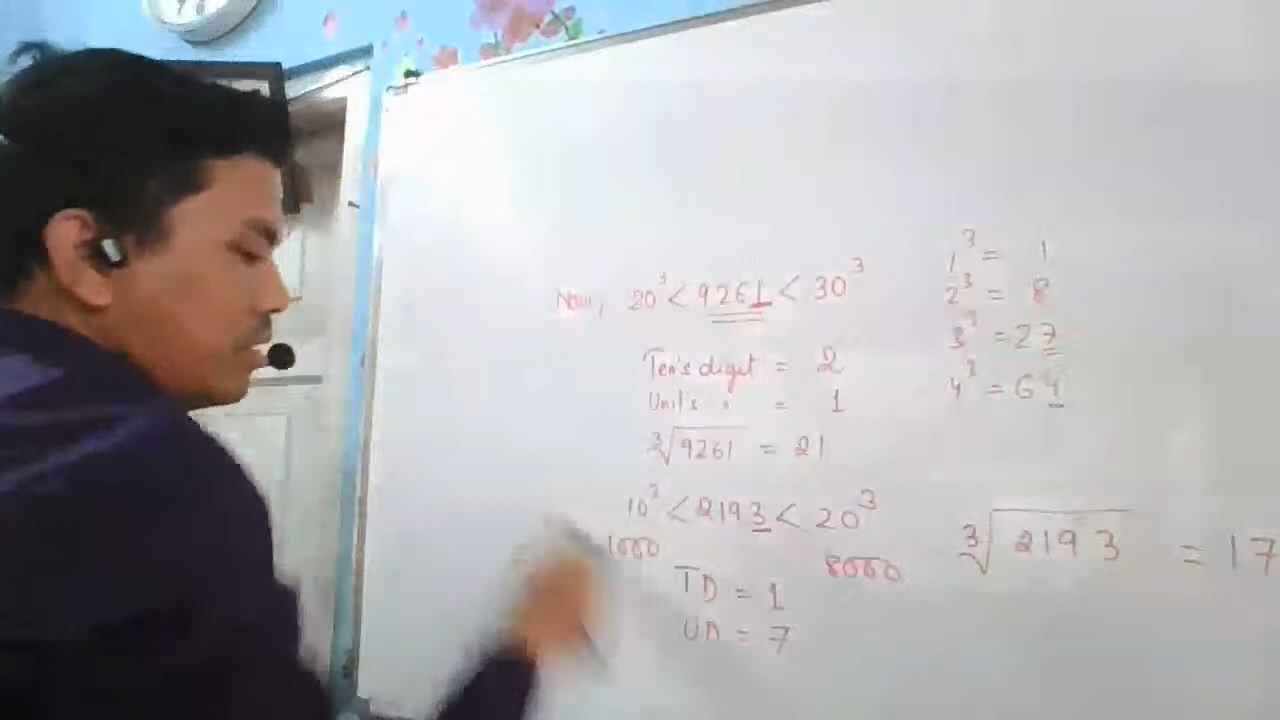 Now, 20³ < 9261 < 30³
Ten's digit = 2
Unit's " = 1
∛9261 = 21
10³ < 2193 < 20³
1000 8000
TD = 1
UD = 7
1³ = 1
2³ = 8
3³ = 27
4³ = 64
∛2193 = 17